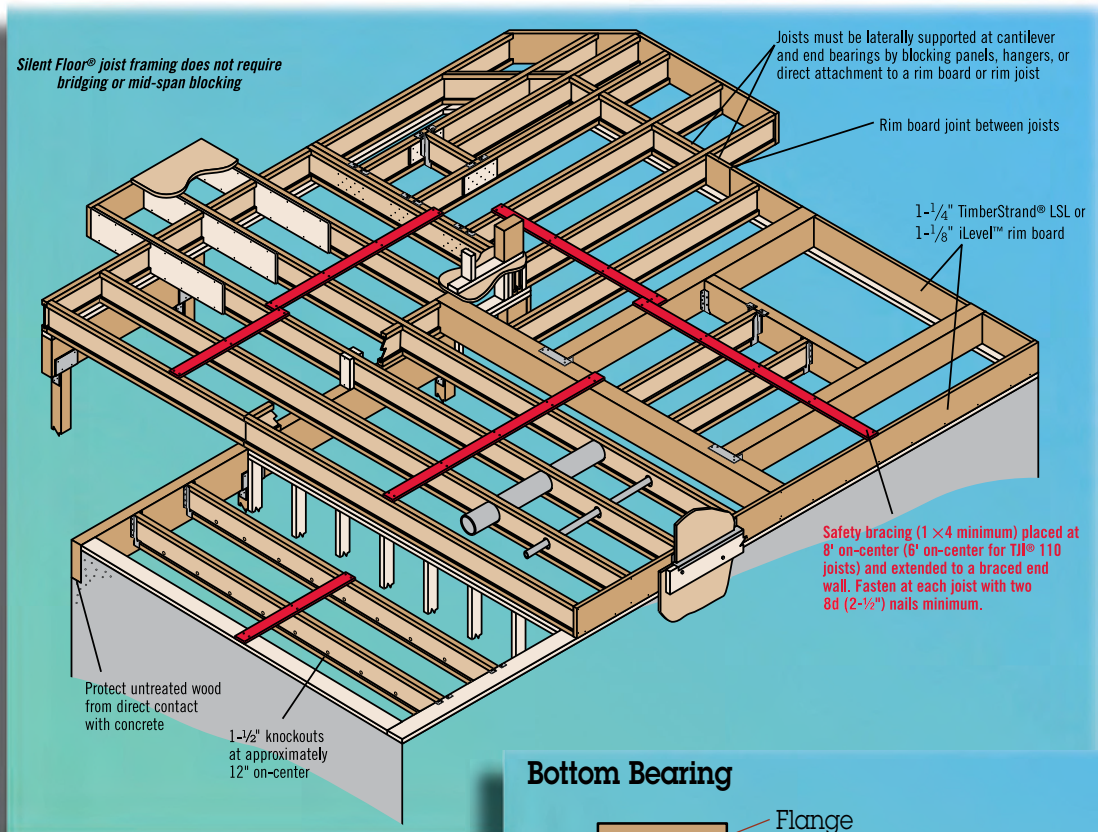 Silent Floor® joist framing does not require
bridging or mid-span blocking
Joists must be laterally supported at cantilever
and end bearings by blocking panels, hangers, or
direct attachment to a rim board or rim joist
Rim board joint between joists
1-1/4" TimberStrand® LSL or
1-1/8" iLevel™ rim board
Safety bracing (1 ×4 minimum) placed at
8' on-center (6' on-center for TJI® 110
joists) and extended to a braced end
wall. Fasten at each joist with two
8d (2-½") nails minimum.
Protect untreated wood
from direct contact
with concrete
1-½" knockouts
at approximately
12" on-center
Bottom Bearing
Flange